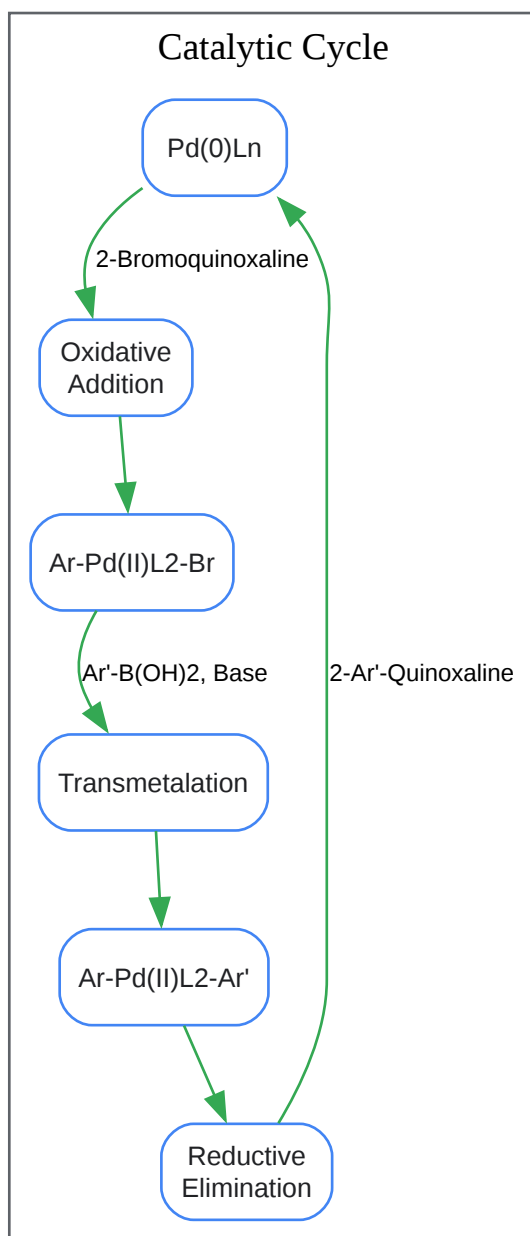 Catalytic Cycle
Pd(0)Ln
2-Bromoquinoxaline
Oxidative
Addition
Ar-Pd(II)L2-Br
Ar'-B(OH)2, Base
2-Ar'-Quinoxaline
Transmetalation
Ar-Pd(II)L2-Ar'
Reductive
Elimination